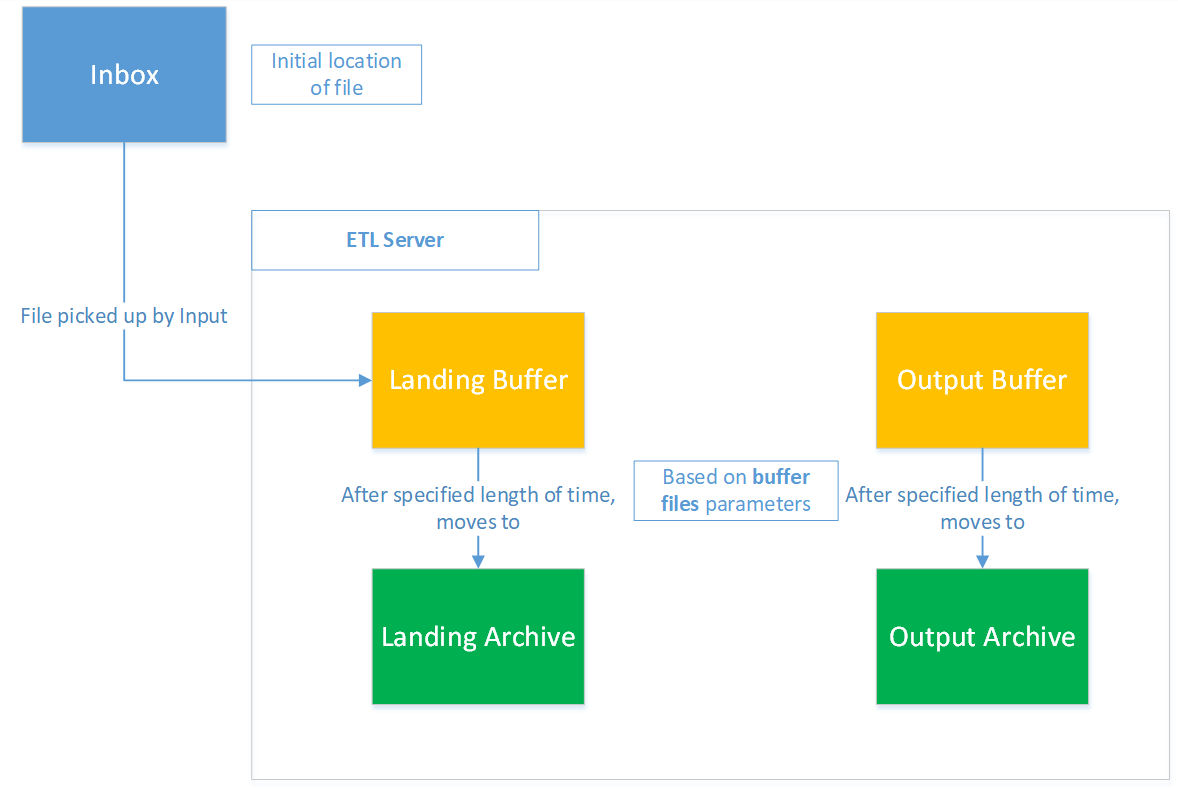 Inbox
Initial location
of file
ETL Server
File picked up by Input
Landing Buffer
Output Buffer
Based on buffer
files parameters
After specified length of time,
moves to
After specified length of time,
moves to
Landing Archive
Output Archive